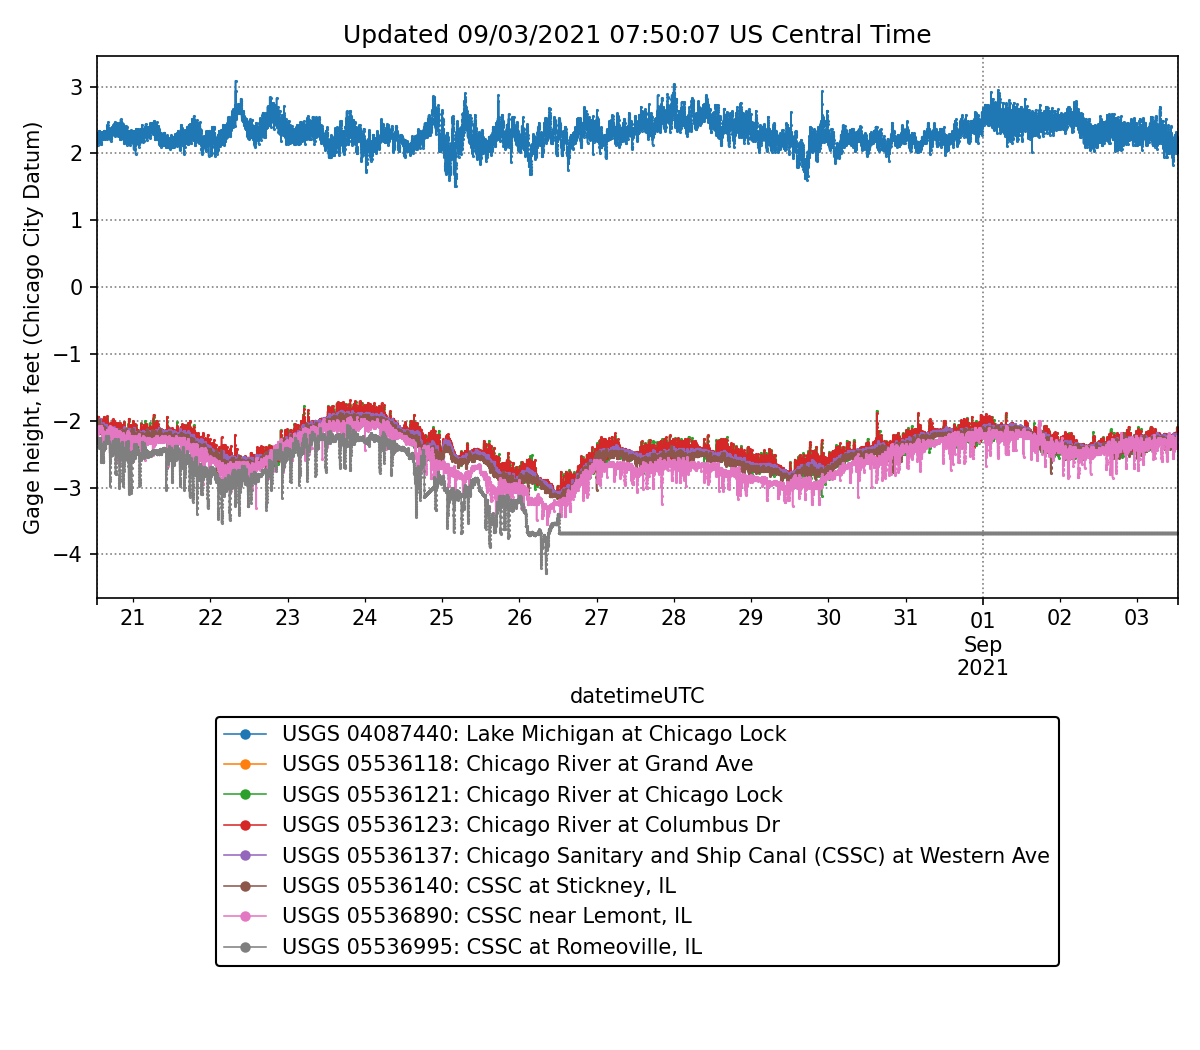 Updated 09/03/2021 07:50:07 US Central Time
Gage height, feet (Chicago City Datum)
3
2
1
0
−1
−2
−3
−4
21 22 23 24 25 26 27 28 29 30 31 01 02 03
Sep
2021
datetimeUTC
USGS 04087440: Lake Michigan at Chicago Lock
USGS 05536118: Chicago River at Grand Ave
USGS 05536121: Chicago River at Chicago Lock
USGS 05536123: Chicago River at Columbus Dr
USGS 05536137: Chicago Sanitary and Ship Canal (CSSC) at Western Ave
USGS 05536140: CSSC at Stickney, IL
USGS 05536890: CSSC near Lemont, IL
USGS 05536995: CSSC at Romeoville, IL